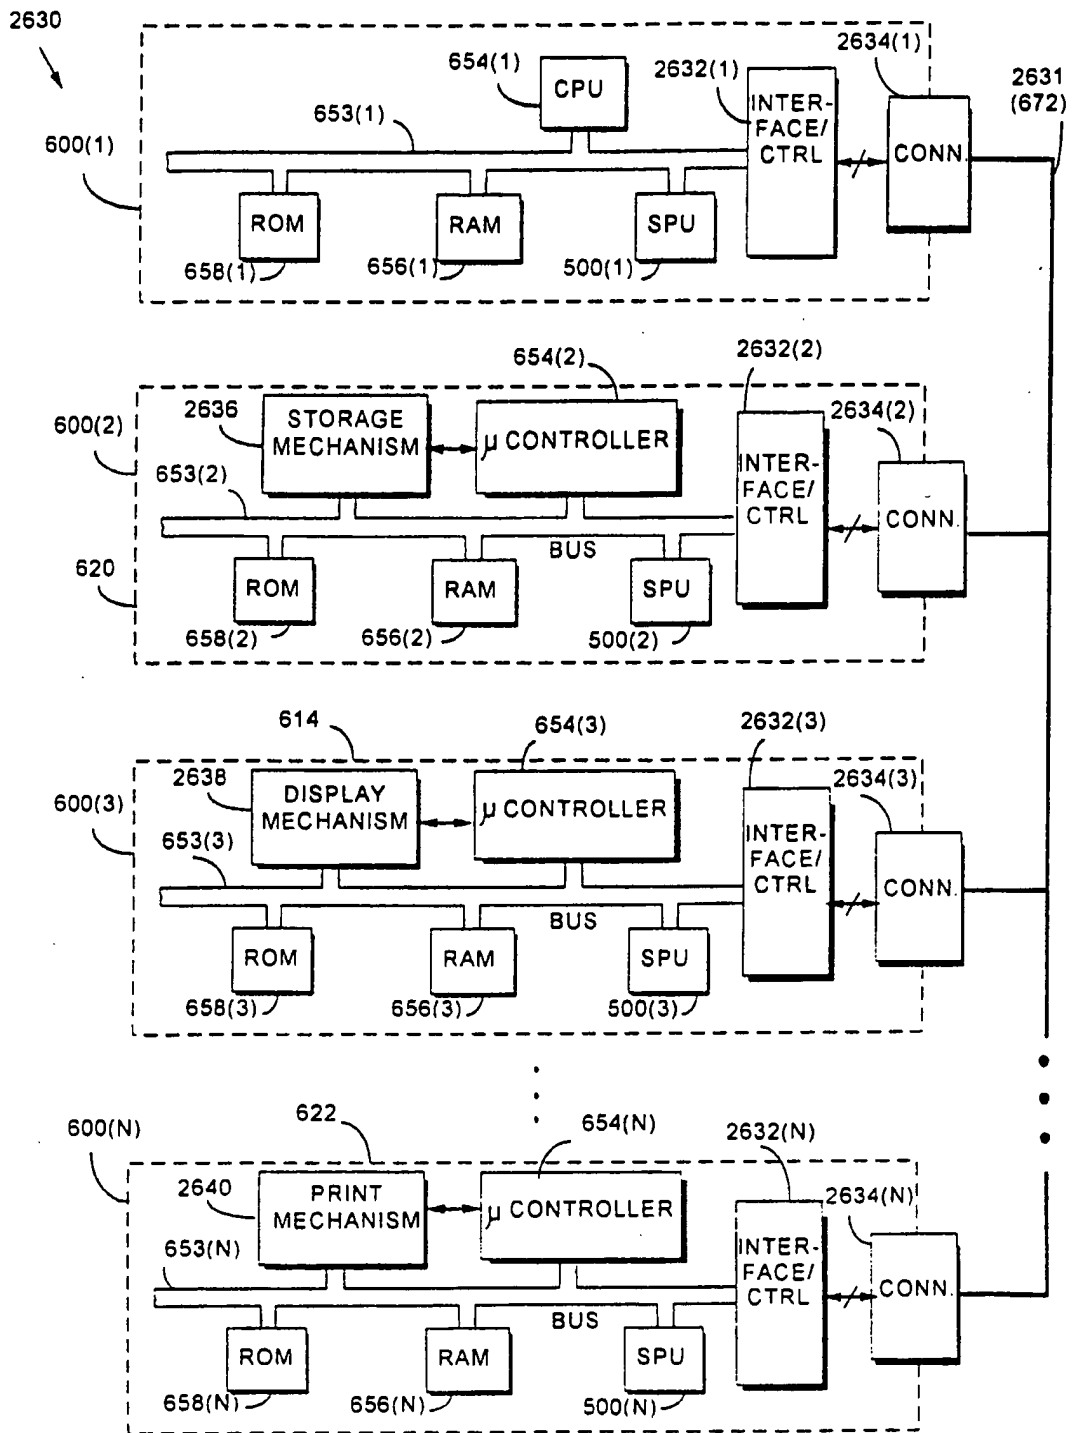 2630
654(1)
2632(1)
2634(1)
2631
(672)
CPU
INTER-
FACE/
CTRL
653(1)
600(1)
CONN.
ROM
RAM
SPU
658(1)
656(1)
500(1)
654(2)
2632(2)
2636
STORAGE
MECHANISM
μ CONTROLLER
2634(2)
600(2)
653(2)
INTER-
FACE/
CTRL
CONN.
BUS
620
ROM
RAM
SPU
658(2)
656(2)
500(2)
614
654(3)
2632(3)
2638
DISPLAY
MECHANISM
μ CONTROLLER
2634(3)
600(3)
653(3)
INTER-
FACE/
CTRL
CONN.
BUS
ROM
RAM
SPU
658(3)
656(3)
500(3)
622
654(N)
2632(N)
600(N)
2640
PRINT
MECHANISM
μ CONTROLLER
2634(N)
653(N)
INTER-
FACE/
CTRL
CONN.
BUS
ROM
RAM
SPU
658(N)
656(N)
500(N)